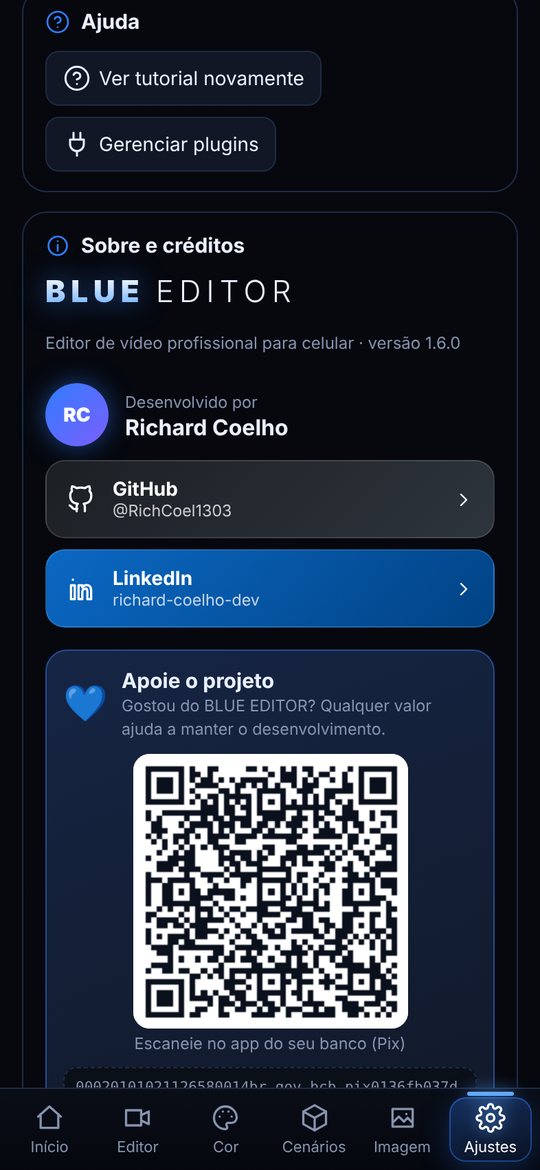 Ajuda
Ver tutorial novamente
Gerenciar plugins
Sobre e créditos
BLUE EDITOR
Editor de vídeo profissional para celular · versão 1.6.0
RC
Desenvolvido por
Richard Coelho
GitHub
@RichCoel1303
LinkedIn
richard-coelho-dev
Apoie o projeto
Gostou do BLUE EDITOR? Qualquer valor
ajuda a manter o desenvolvimento.
Escaneie no app do seu banco (Pix)
Início
Editor
Cor
Cenários
Imagem
Ajustes